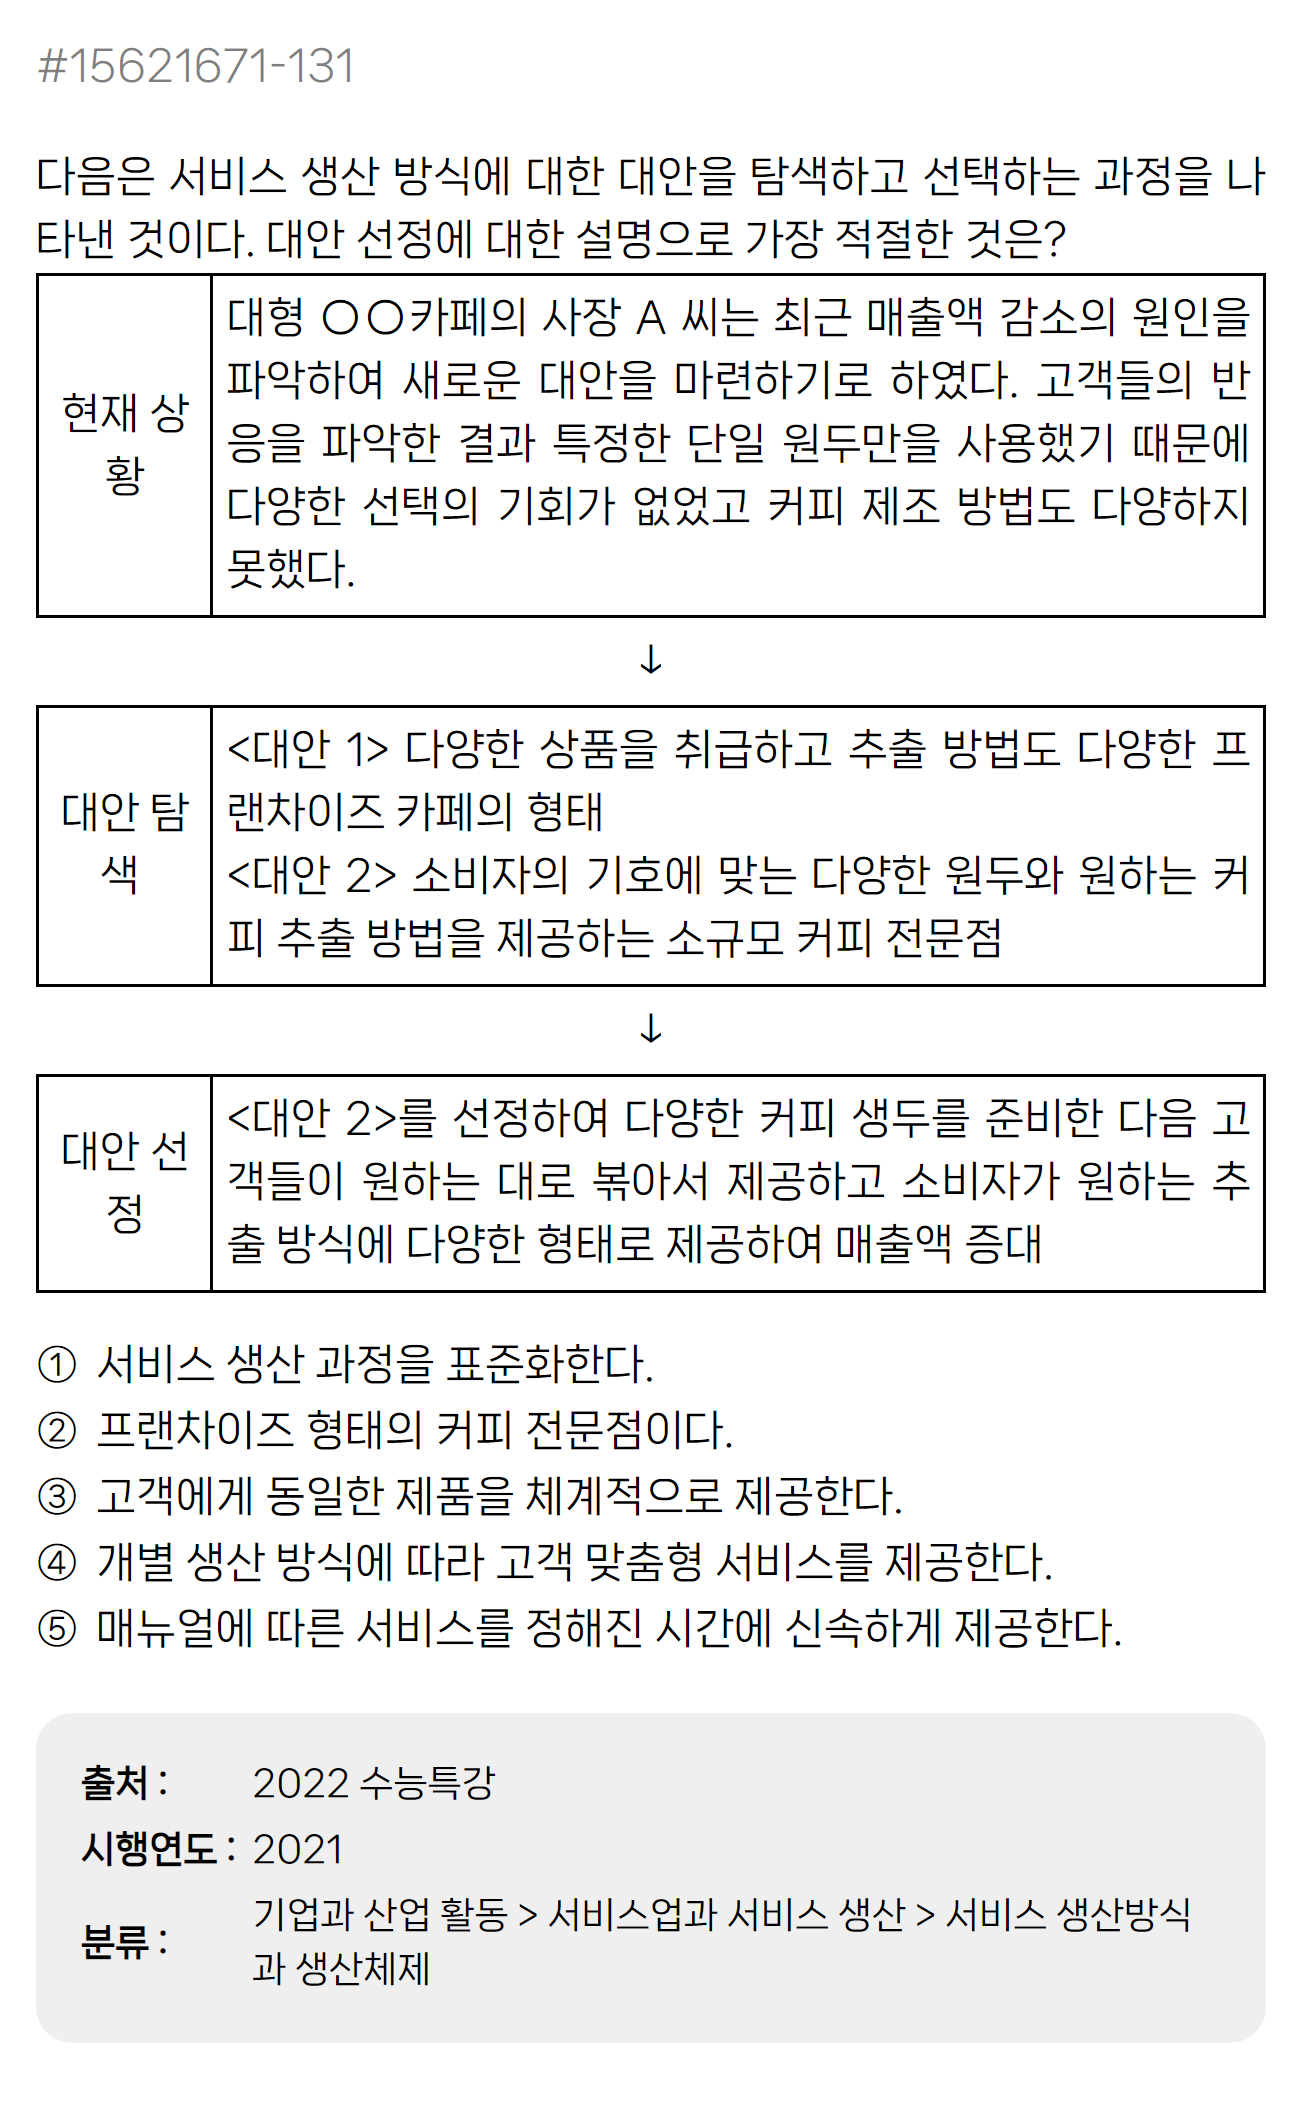 #15621671-131
다음은 서비스 생산 방식에 대한 대안을 탐색하고 선택하는 과정을 나
타낸 것이다. 대안 선정에 대한 설명으로 가장 적절한 것은?
현재 상
황
대형 ○○카페의 사장 A 씨는 최근 매출액 감소의 원인을
파악하여 새로운 대안을 마련하기로 하였다. 고객들의 반
응을 파악한 결과 특정한 단일 원두만을 사용했기 때문에
다양한 선택의 기회가 없었고 커피 제조 방법도 다양하지
못했다.
↓
대안 탐
색
<대안 1> 다양한 상품을 취급하고 추출 방법도 다양한 프
랜차이즈 카페의 형태
<대안 2> 소비자의 기호에 맞는 다양한 원두와 원하는 커
피 추출 방법을 제공하는 소규모 커피 전문점
↓
대안 선
정
<대안 2>를 선정하여 다양한 커피 생두를 준비한 다음 고
객들이 원하는 대로 볶아서 제공하고 소비자가 원하는 추
출 방식에 다양한 형태로 제공하여 매출액 증대
① 서비스 생산 과정을 표준화한다.
② 프랜차이즈 형태의 커피 전문점이다.
③ 고객에게 동일한 제품을 체계적으로 제공한다.
④ 개별 생산 방식에 따라 고객 맞춤형 서비스를 제공한다.
⑤ 매뉴얼에 따른 서비스를 정해진 시간에 신속하게 제공한다.
출처 : 2022 수능특강
시행연도 : 2021
분류 : 기업과 산업 활동 > 서비스업과 서비스 생산 > 서비스 생산방식
과 생산체제